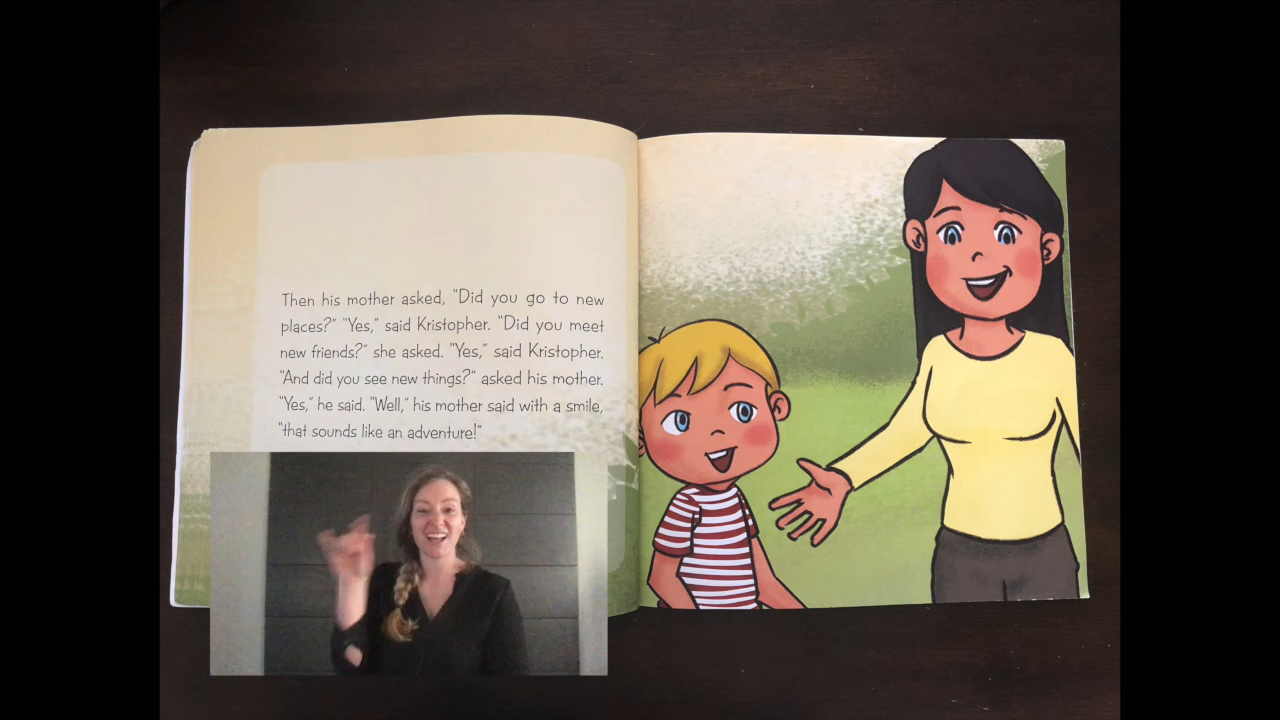 Then his mother asked, "Did you go to new
places?" "Yes," said Kristopher. "Did you meet
new friends?" she asked. "Yes," said Kristopher.
"And did you see new things?" asked his mother.
"Yes," he said. "Well," his mother said with a smile,
"that sounds like an adventure!"